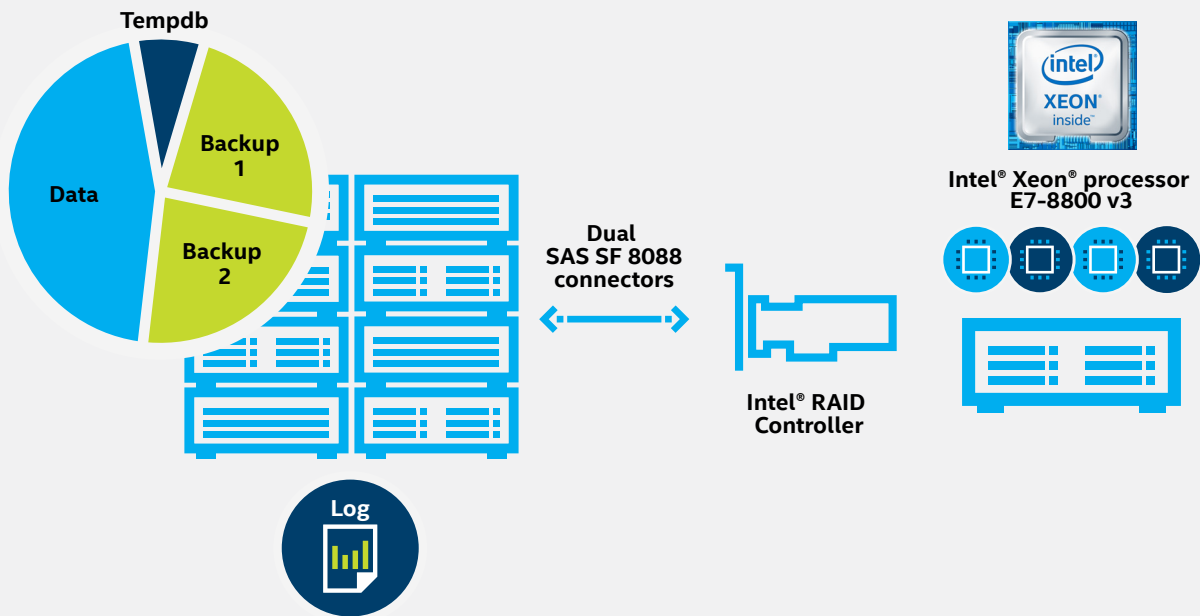 Tempdb
Data
Backup
1
Backup
2
Log
Dual
SAS SF 8088
connectors
Intel® RAID
Controller
intel®
XEON®
inside™
Intel® Xeon® processor
E7-8800 v3